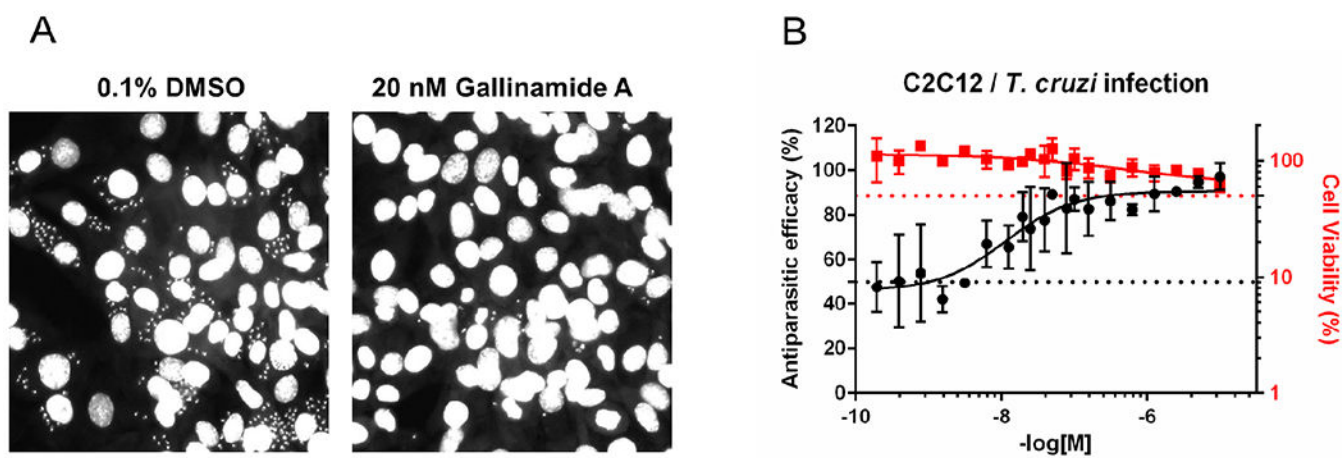 A
0.1% DMSO
20 nM Gallinamide A
B
C2C12 / T. cruzi infection
Antiparasitic efficacy (%)
120
100
80
60
40
20
0
-10
-8
-6
-log[M]
100
10
1
Cell Viability (%)